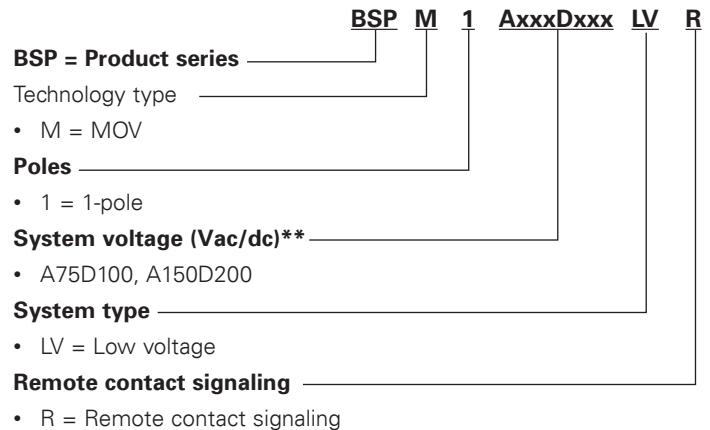 BSP M 1 AxxxDxxx LV R
BSP = Product series
Technology type
• M = MOV
Poles
• 1 = 1-pole
System voltage (Vac/dc)**
• A75D100, A150D200
System type
• LV = Low voltage
Remote contact signaling
• R = Remote contact signaling